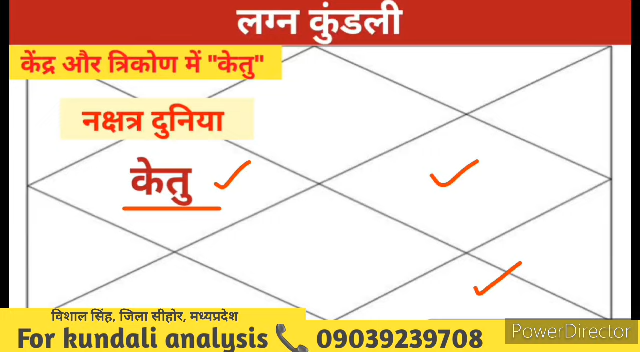 लग्न कुंडली
केंद्र और त्रिकोण में "केतु"
नक्षत्र दुनिया
केतु
विशाल सिंह, जिला सीहोर, मध्यप्रदेश
For kundali analysis 📞 09039239708
PowerDirector